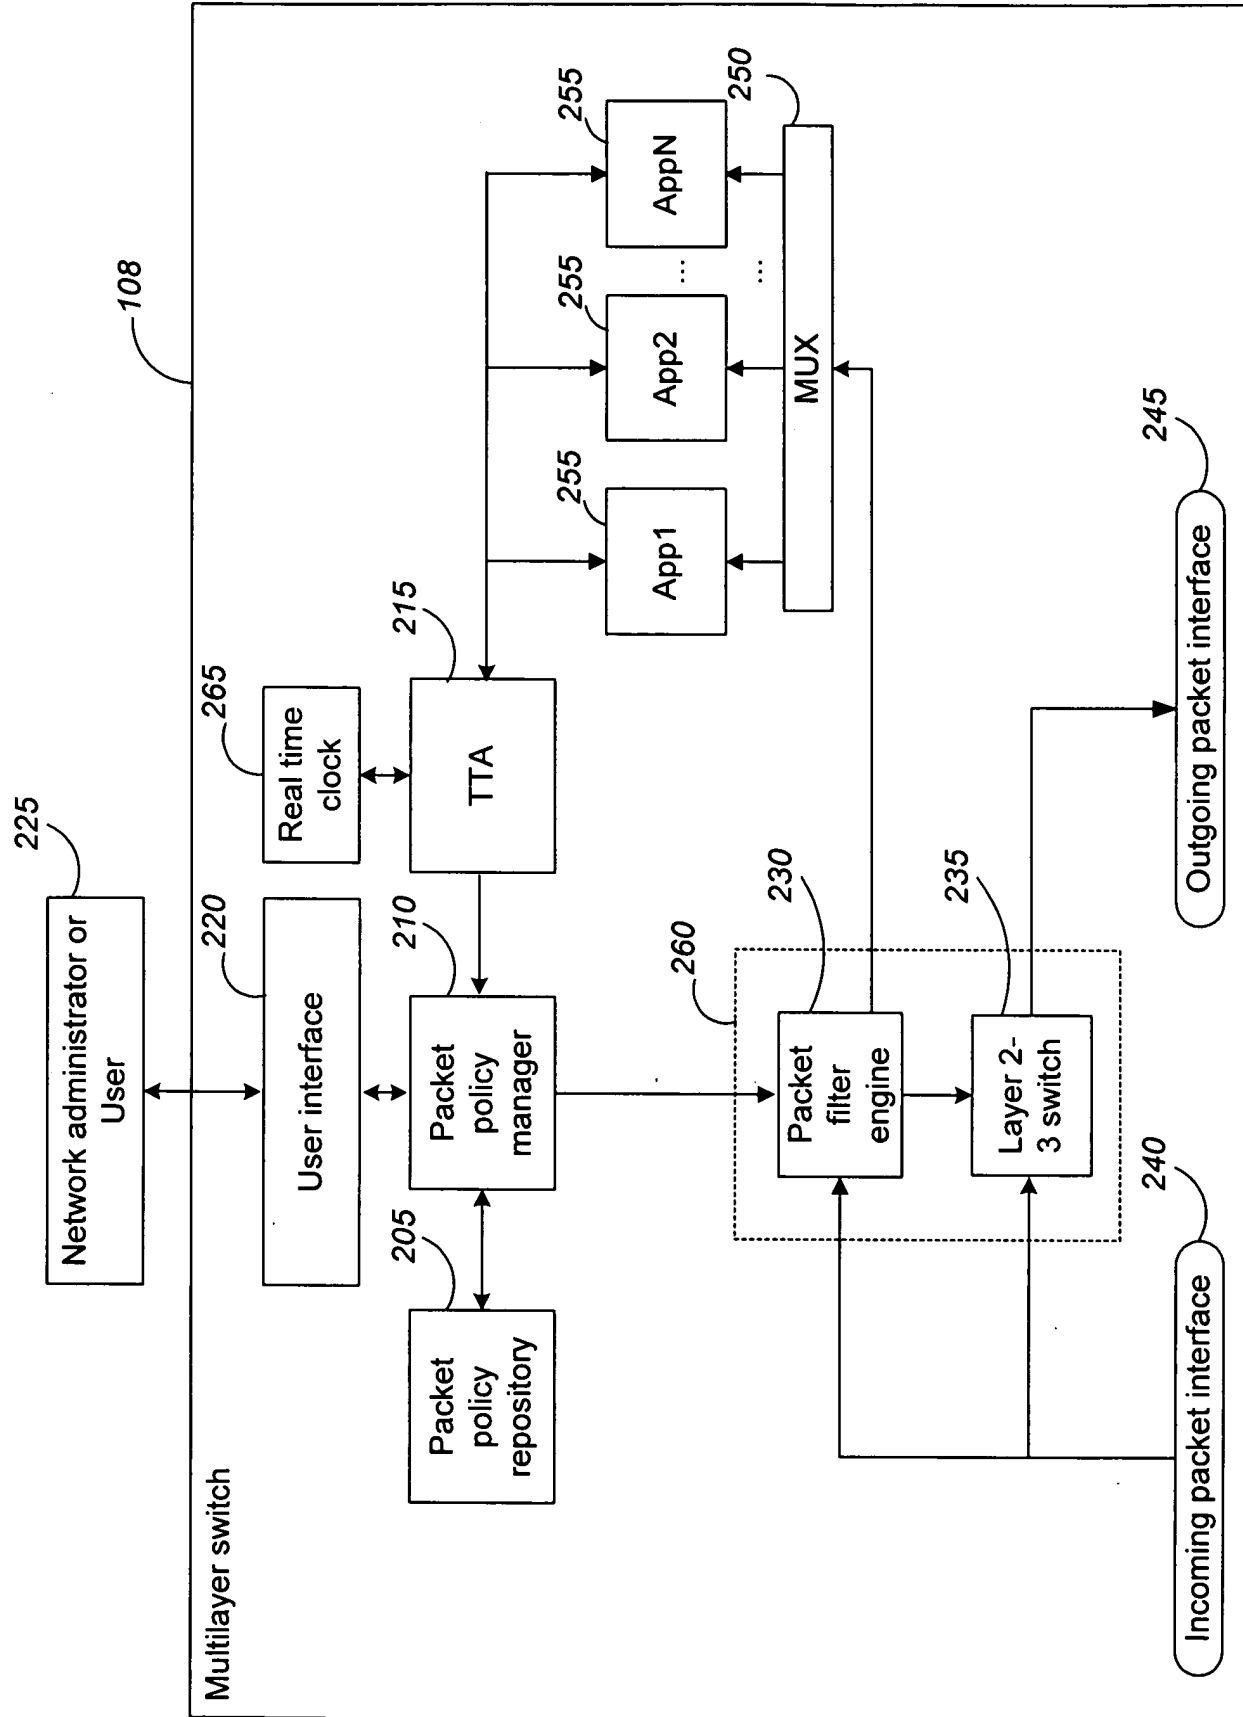 225
Network administrator or
User
108
Multilayer switch
220
User interface
265
Real time
clock
205
Packet
policy
repository
210
Packet
policy
manager
215
TTA
255
App1
255
App2
...
255
AppN
...
250
MUX
260
230
Packet
filter
engine
235
Layer 2-
3 switch
240
Incoming packet interface
245
Outgoing packet interface